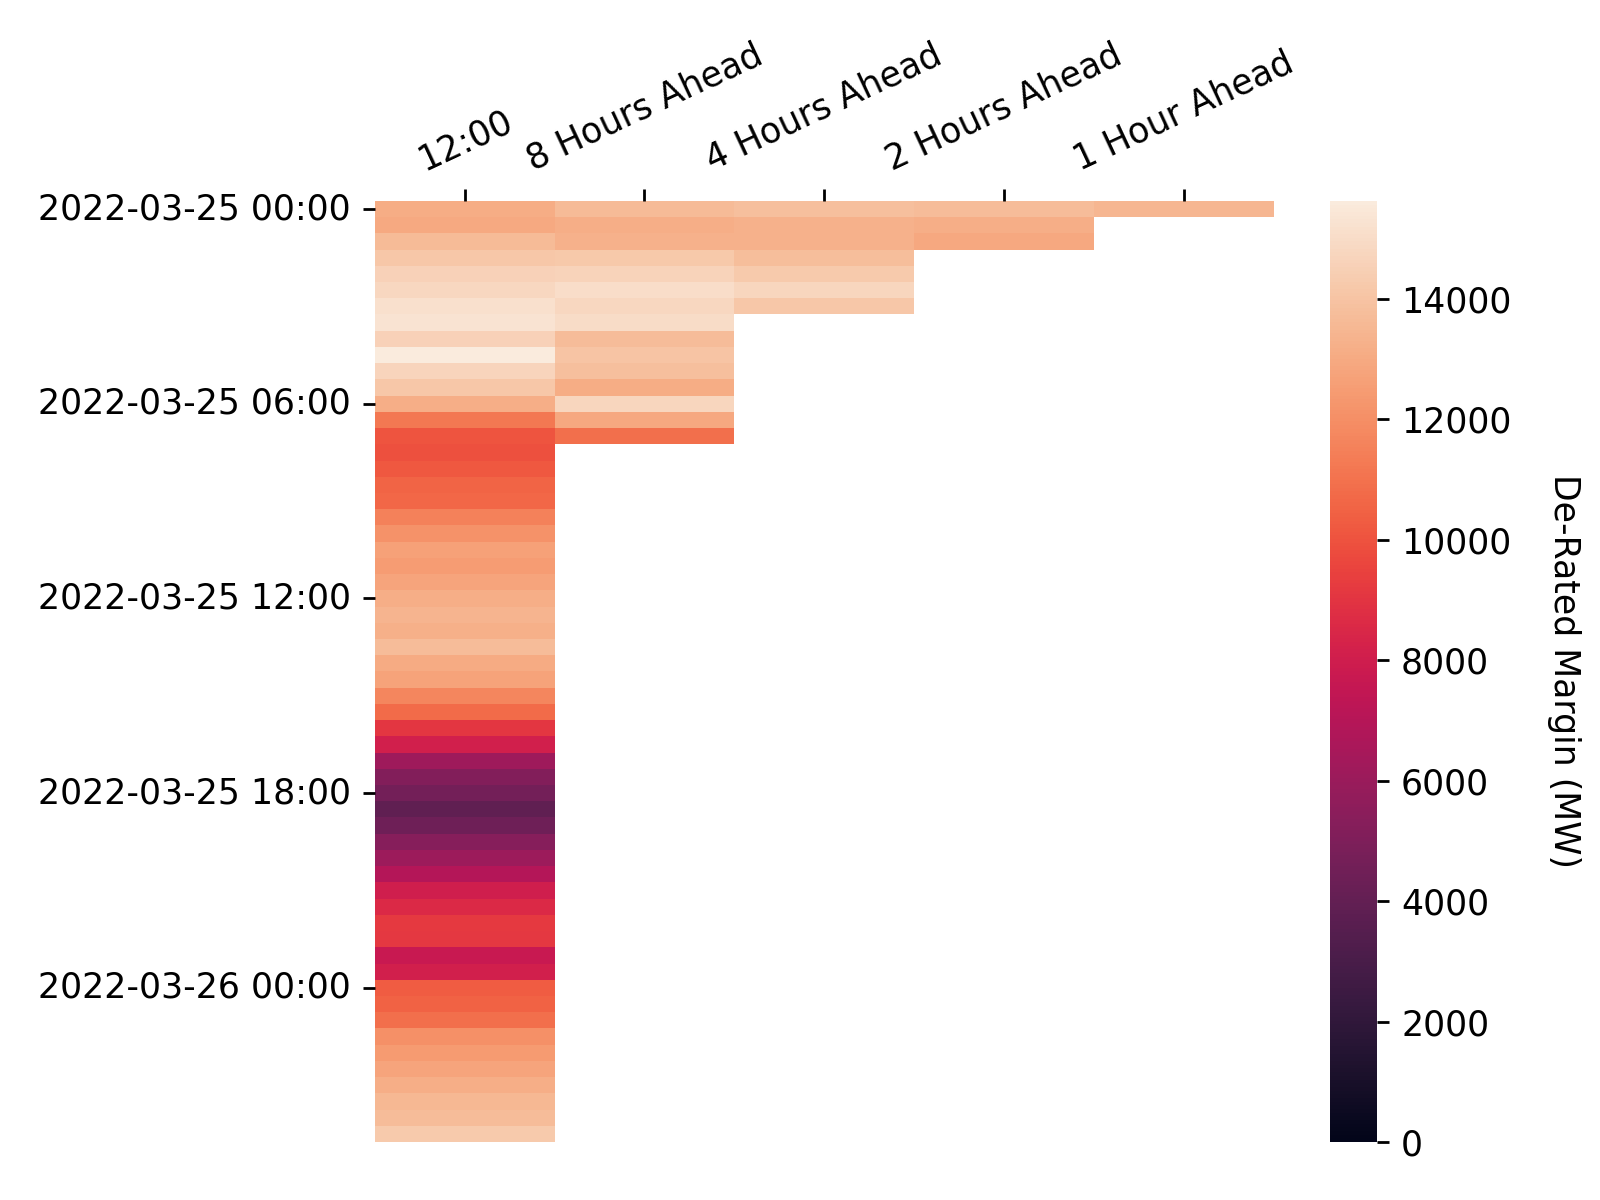 12:00
8 Hours Ahead
4 Hours Ahead
2 Hours Ahead
1 Hour Ahead
2022-03-25 00:00
2022-03-25 06:00
2022-03-25 12:00
2022-03-25 18:00
2022-03-26 00:00
14000
12000
10000
8000
6000
4000
2000
0
De-Rated Margin (MW)